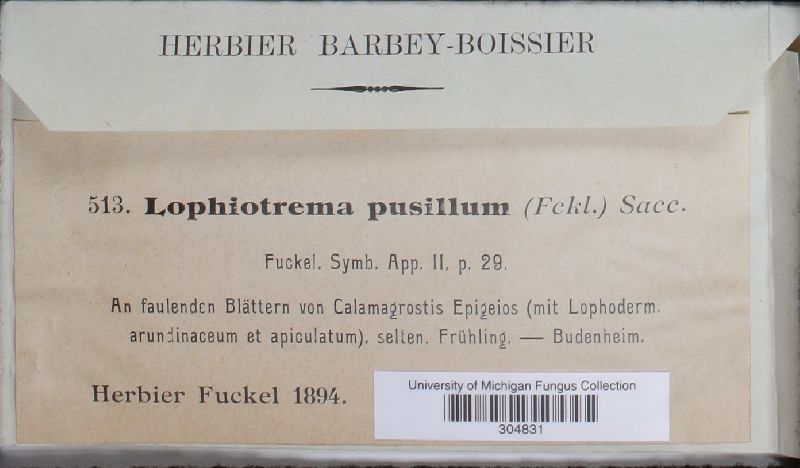 HERBIER BARBEY-BOISSIER
513. Lophiotrema pusillum (Fckl.) Sacc.
Fuckel. Symb. App. II, p. 29.
An faulenden Blättern von Calamagrostis Epigeios (mit Lophoderm.
arundinaceum et apiculatum), selten. Frühling. — Budenheim.
Herbier Fuckel 1894.
University of Michigan Fungus Collection
304831